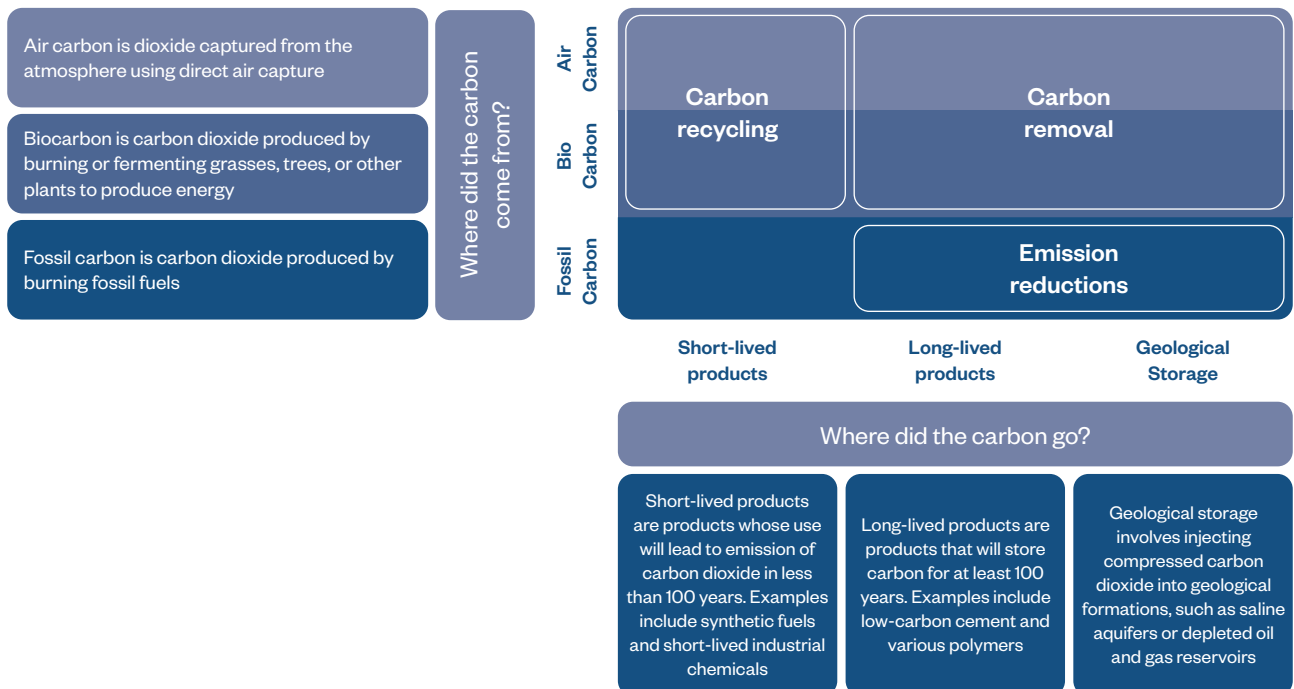 Air carbon is dioxide captured from the
atmosphere using direct air capture
Biocarbon is carbon dioxide produced by
burning or fermenting grasses, trees, or other
plants to produce energy
Fossil carbon is carbon dioxide produced by
burning fossil fuels
Where did the carbon
come from?
Air
Carbon
Bio
Carbon
Fossil
Carbon
Carbon
recycling
Carbon
removal
Emission
reductions
Short-lived
products
Long-lived
products
Geological
Storage
Where did the carbon go?
Short-lived products
are products whose use
will lead to emission of
carbon dioxide in less
than 100 years. Examples
include synthetic fuels
and short-lived industrial
chemicals
Long-lived products are
products that will store
carbon for at least 100
years. Examples include
low-carbon cement and
various polymers
Geological storage
involves injecting
compressed carbon
dioxide into geological
formations, such as saline
aquifers or depleted oil
and gas reservoirs